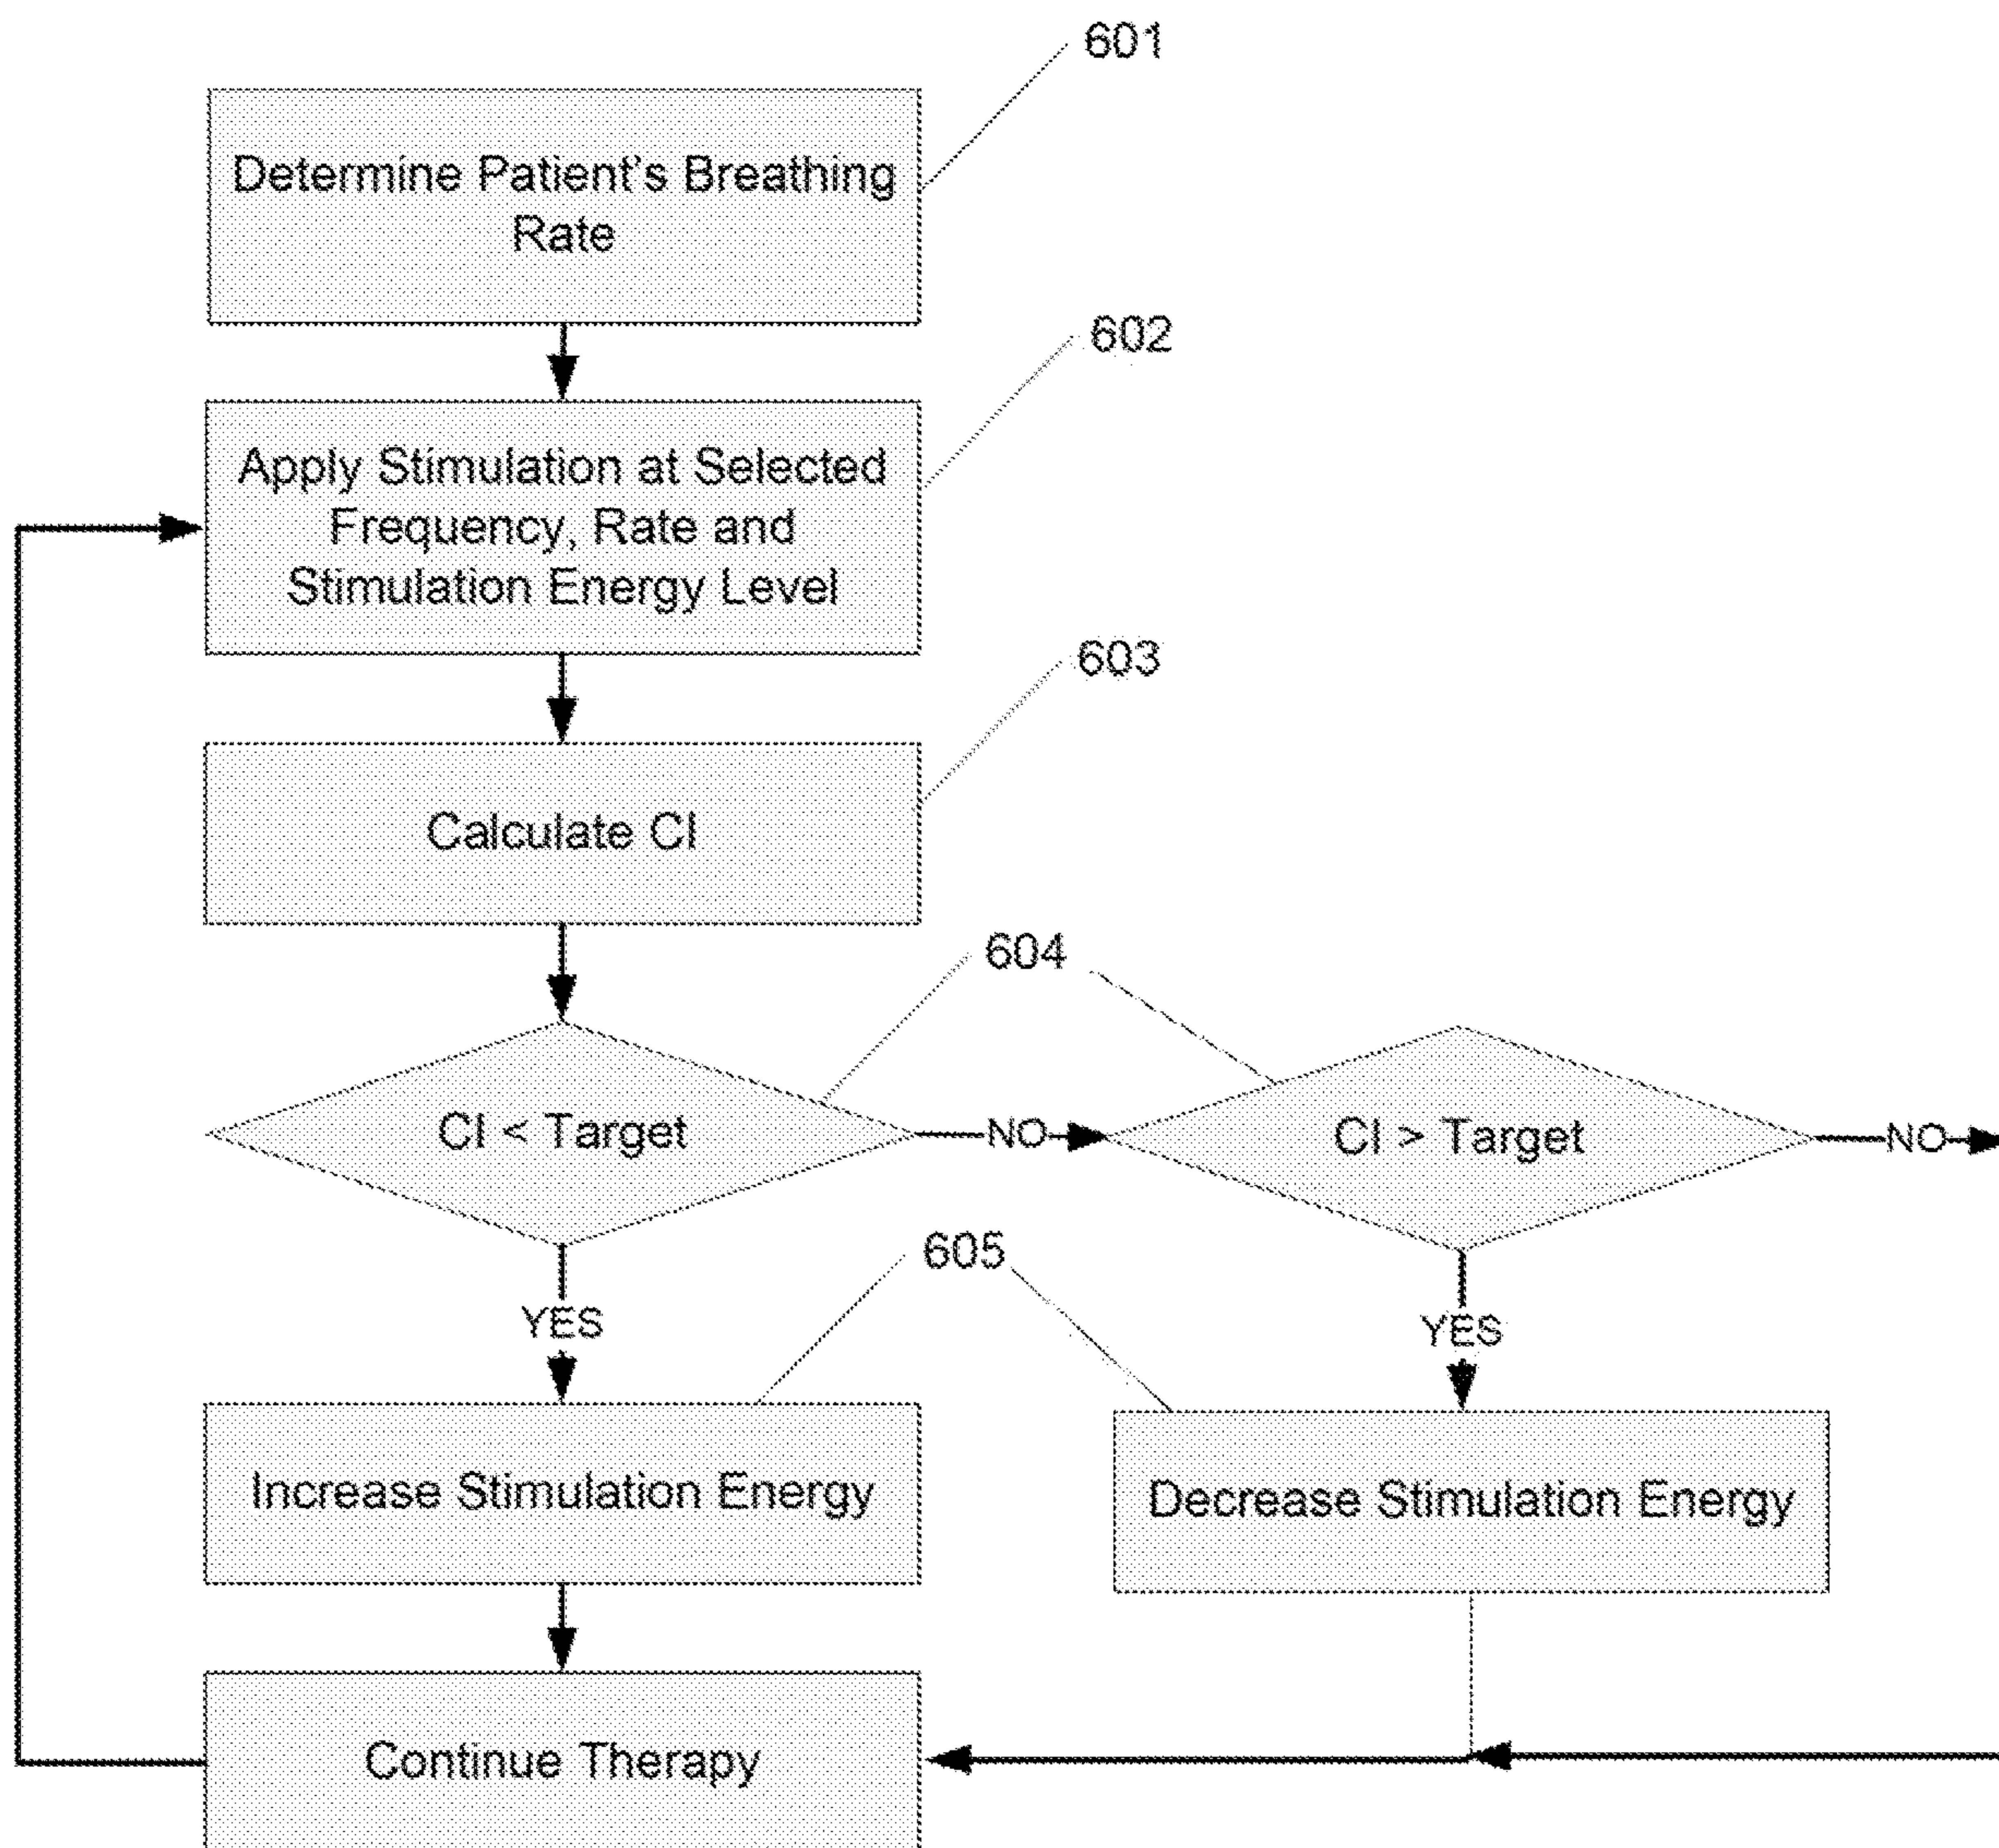 601
Determine Patient's Breathing
Rate
602
Apply Stimulation at Selected
Frequency, Rate and
Stimulation Energy Level
603
Calculate CI
604
CI < Target
NO
CI > Target
NO
605
YES
YES
Increase Stimulation Energy
Decrease Stimulation Energy
Continue Therapy